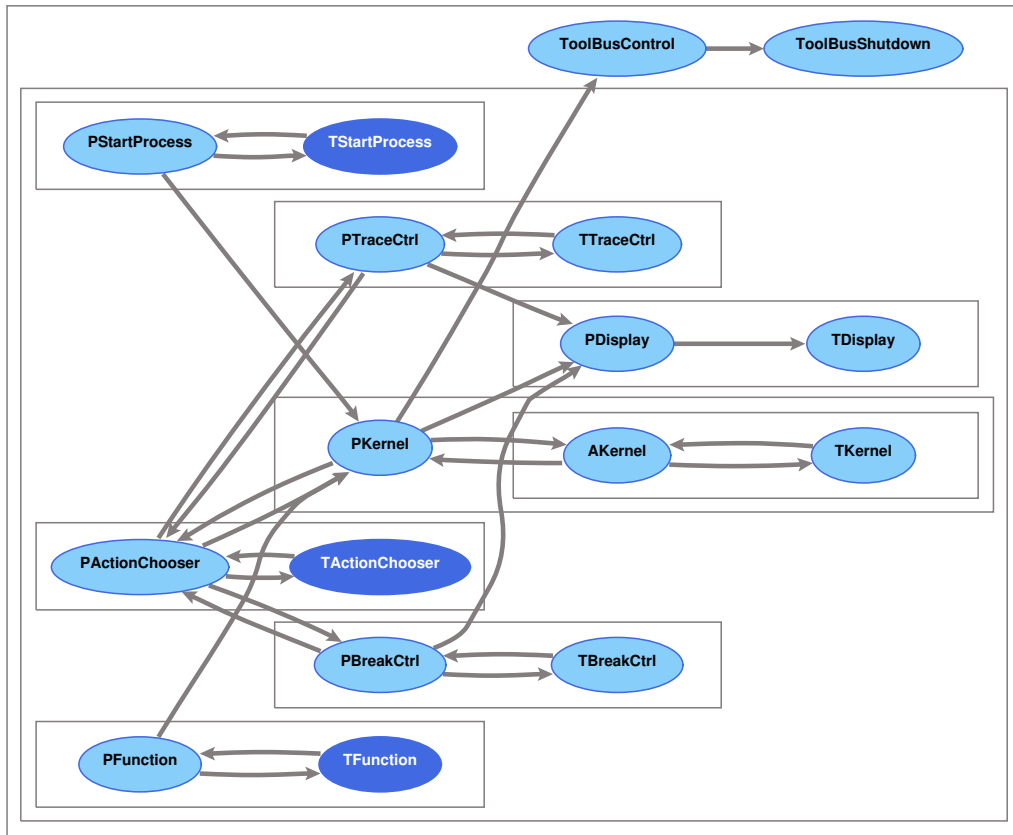 ToolBusControl
ToolBusShutdown
PStartProcess
TStartProcess
PTraceCtrl
TTraceCtrl
PDisplay
TDisplay
PKernel
AKernel
TKernel
PActionChooser
TActionChooser
PBreakCtrl
TBreakCtrl
PFunction
TFunction